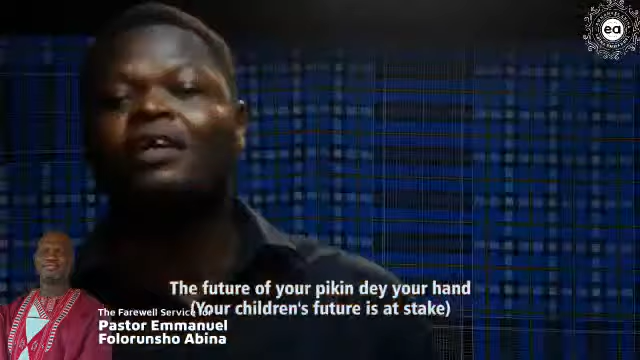 ea
The future of your pikin dey your hand
(Your children's future is at stake)
The Farewell Service for
Pastor Emmanuel
Folorunsho Abina